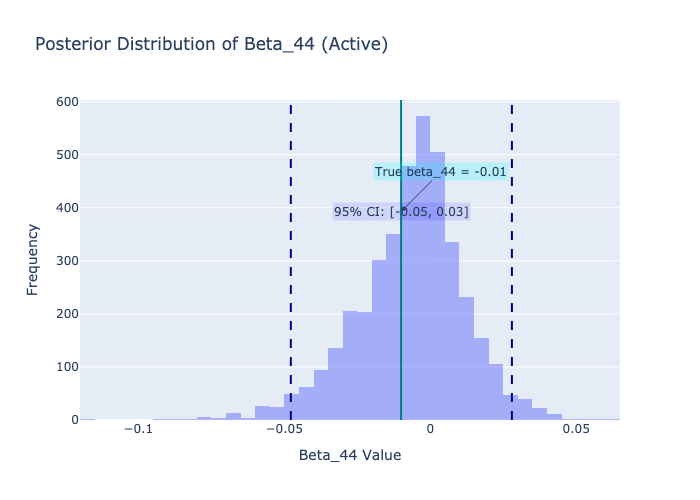 Posterior Distribution of Beta_44 (Active)
600
500
True beta_44 = -0.01
400
95% CI: [-0.05, 0.03]
300
200
100
0
−0.1
−0.05
0
0.05
Frequency
Beta_44 Value